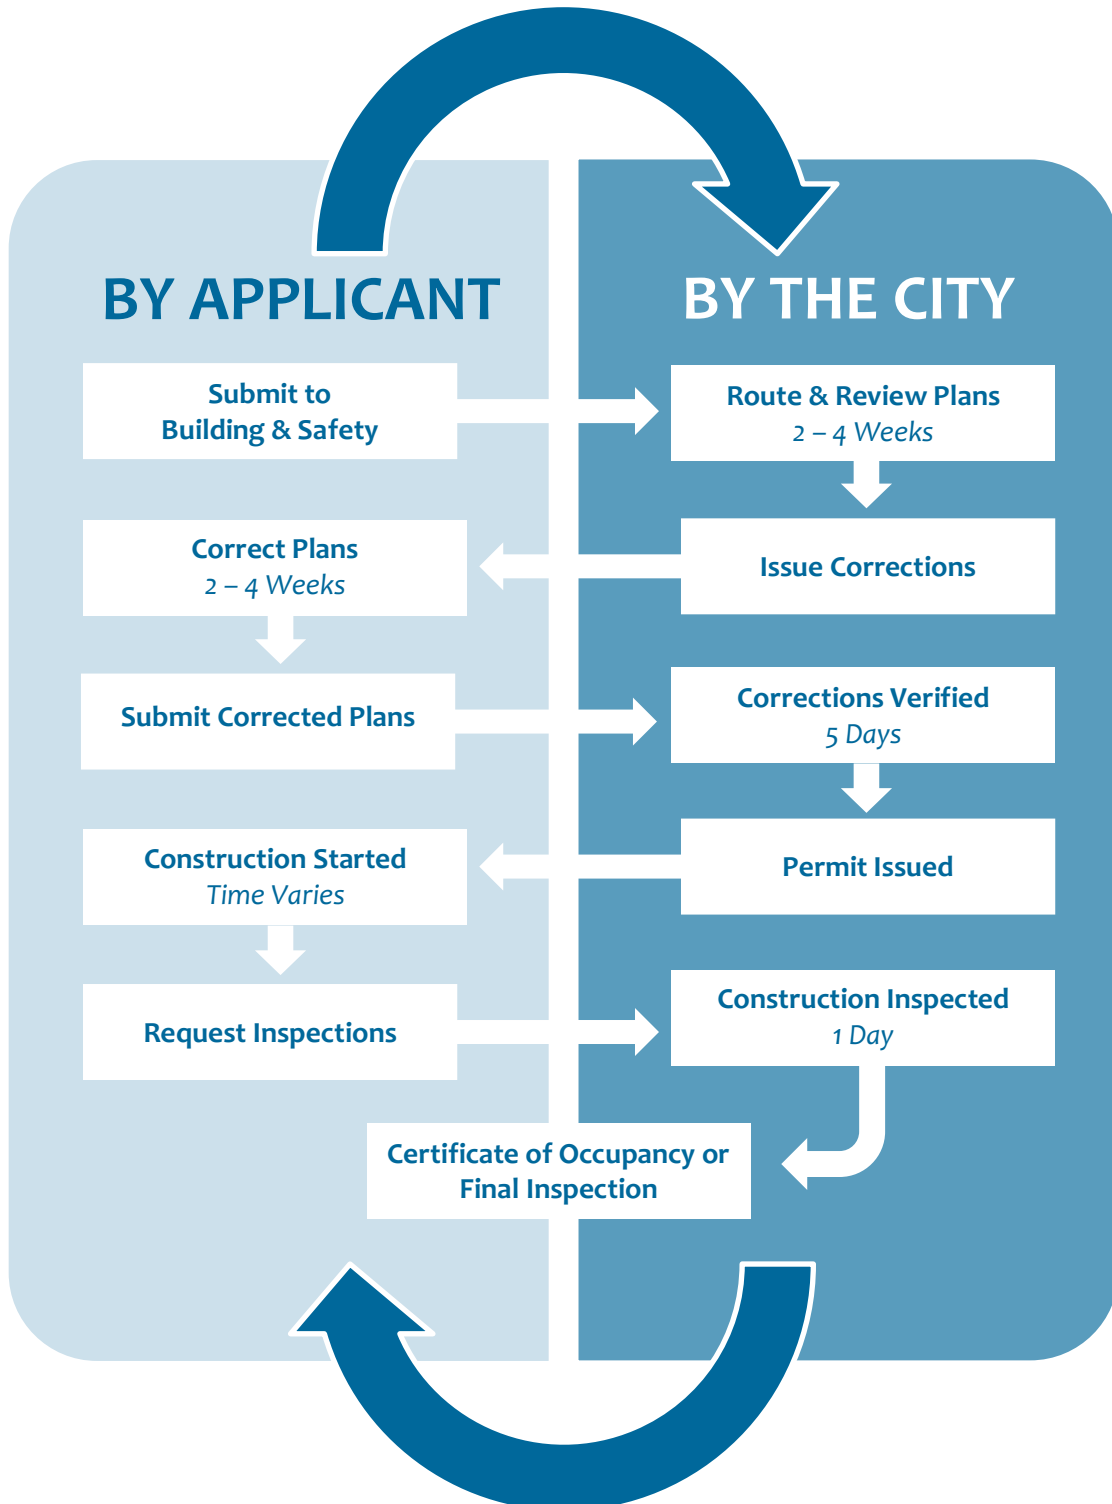 BY APPLICANT
BY THE CITY
Submit to
Building & Safety
Route & Review Plans
2 – 4 Weeks
Correct Plans
2 – 4 Weeks
Issue Corrections
Submit Corrected Plans
Corrections Verified
5 Days
Construction Started
Time Varies
Permit Issued
Request Inspections
Construction Inspected
1 Day
Certificate of Occupancy or
Final Inspection